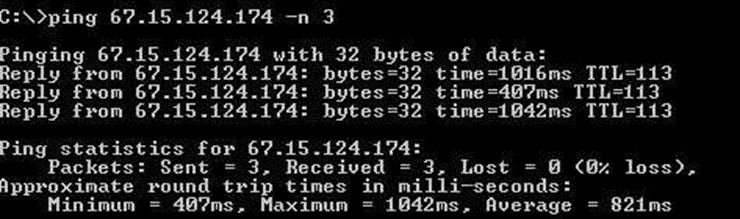 C:\>ping 67.15.124.174 -n 3
Pinging 67.15.124.174 with 32 bytes of data:
Reply from 67.15.124.174: bytes=32 time=1016ms TTL=113
Reply from 67.15.124.174: bytes=32 time=407ms TTL=113
Reply from 67.15.124.174: bytes=32 time=1042ms TTL=113
Ping statistics for 67.15.124.174:
Packets: Sent = 3, Received = 3, Lost = 0 (0% loss),
Approximate round trip times in milli-seconds:
Minimum = 407ms, Maximum = 1042ms, Average = 821ms